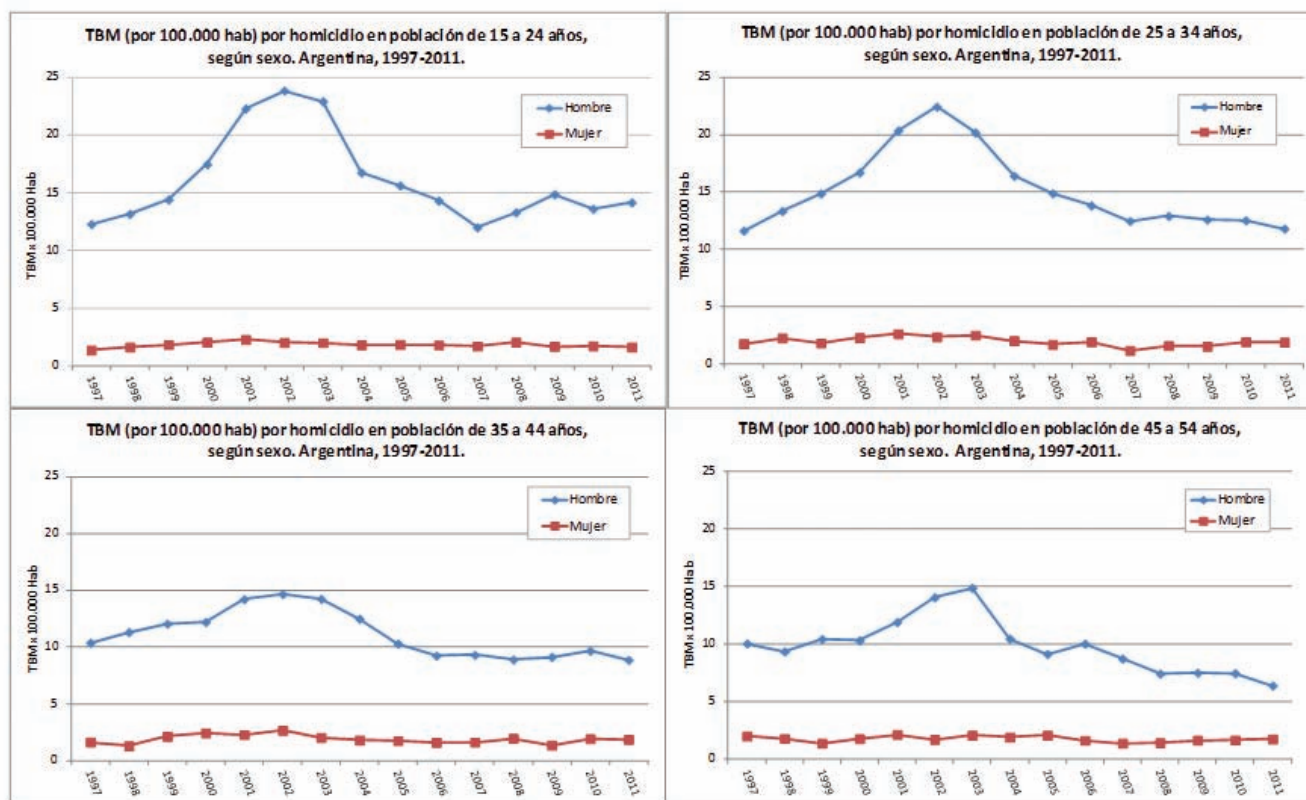 TBM (por 100.000 hab) por homicidio en población de 15 a 24 años,
según sexo. Argentina, 1997-2011.
25
20
15
10
5
0
TBM x 100.000 Hab
Hombre
Mujer
1997 1998 1999 2000 2001 2002 2003 2004 2005 2006 2007 2008 2009 2010 2011
TBM (por 100.000 hab) por homicidio en población de 25 a 34 años,
según sexo. Argentina, 1997-2011.
25
20
15
10
5
0
TBM x 100.000 Hab
Hombre
Mujer
1997 1998 1999 2000 2001 2002 2003 2004 2005 2006 2007 2008 2009 2010 2011
TBM (por 100.000 hab) por homicidio en población de 35 a 44 años,
según sexo. Argentina, 1997-2011.
25
20
15
10
5
0
TBM x 100.000 Hab
Hombre
Mujer
1997 1998 1999 2000 2001 2002 2003 2004 2005 2006 2007 2008 2009 2010 2011
TBM (por 100.000 hab) por homicidio en población de 45 a 54 años,
según sexo. Argentina, 1997-2011.
25
20
15
10
5
0
TBM x 100.000 Hab
Hombre
Mujer
1997 1998 1999 2000 2001 2002 2003 2004 2005 2006 2007 2008 2009 2010 2011